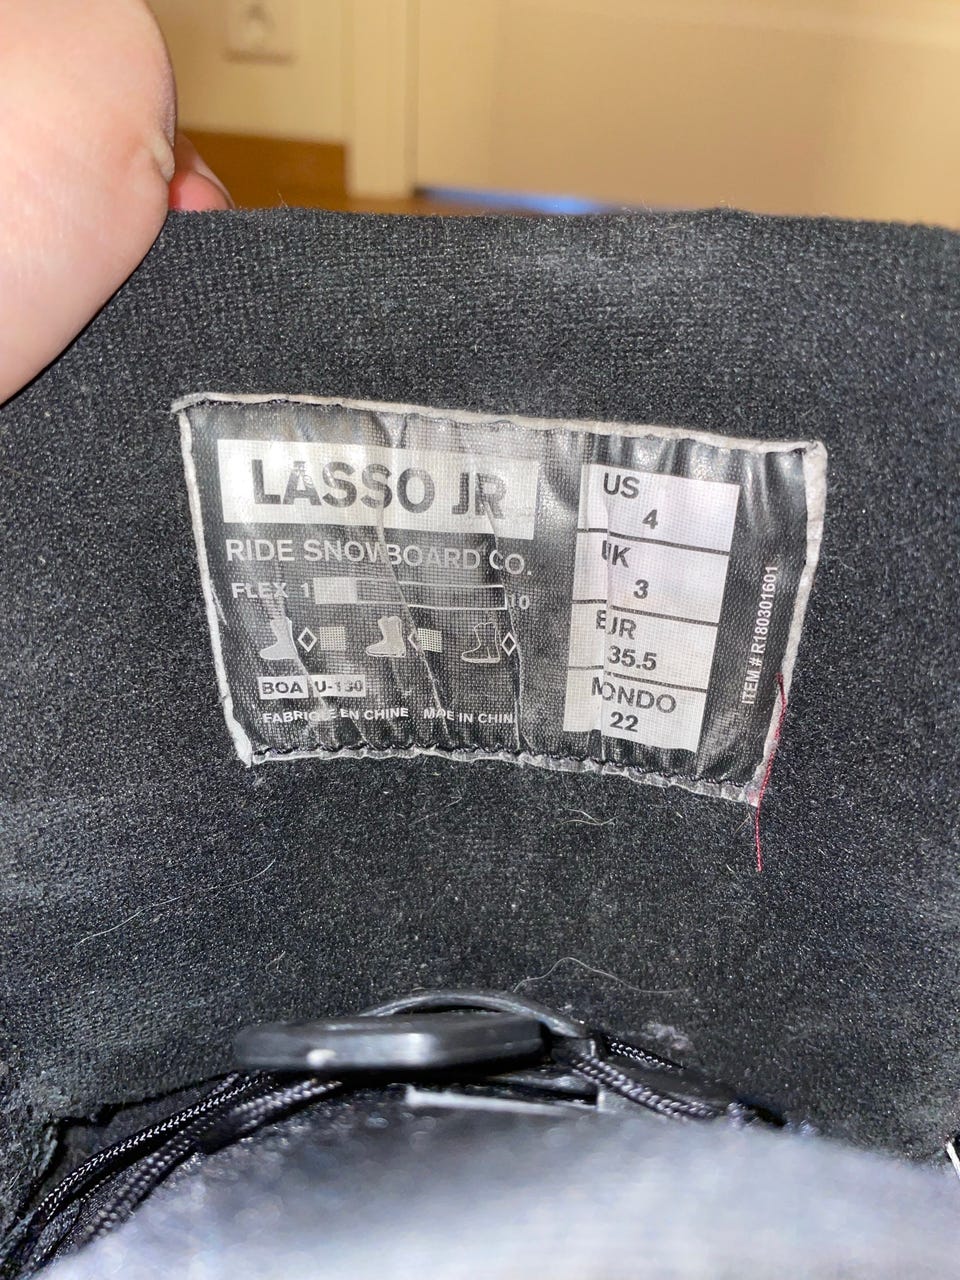 LASSO JR
RIDE SNOWBOARD CO.
FLEX 1 10
BOA U-130
FABRIQUE EN CHINE MADE IN CHINA
US
4
UK
3
EUR
35.5
MONDO
22
ITEM # R180301601